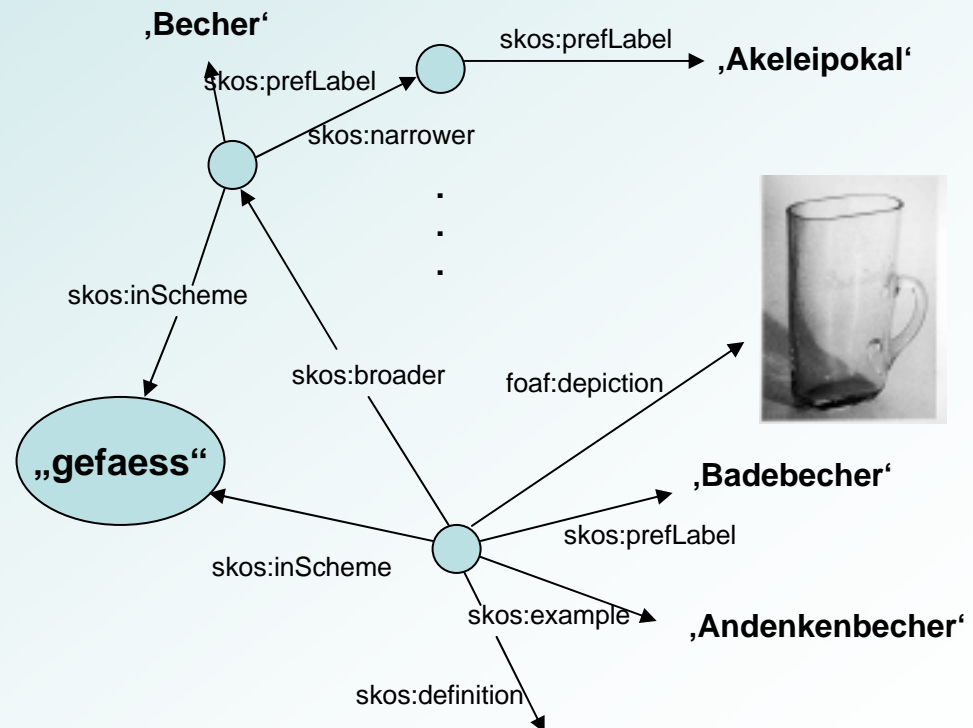 ‚Becher‘
skos:prefLabel
‚Akeleipokal‘
skos:prefLabel
skos:narrower
.
.
.
skos:inScheme
skos:broader
foaf:depiction
„gefaess“
‚Badebecher‘
skos:prefLabel
skos:inScheme
skos:example
‚Andenkenbecher‘
skos:definition